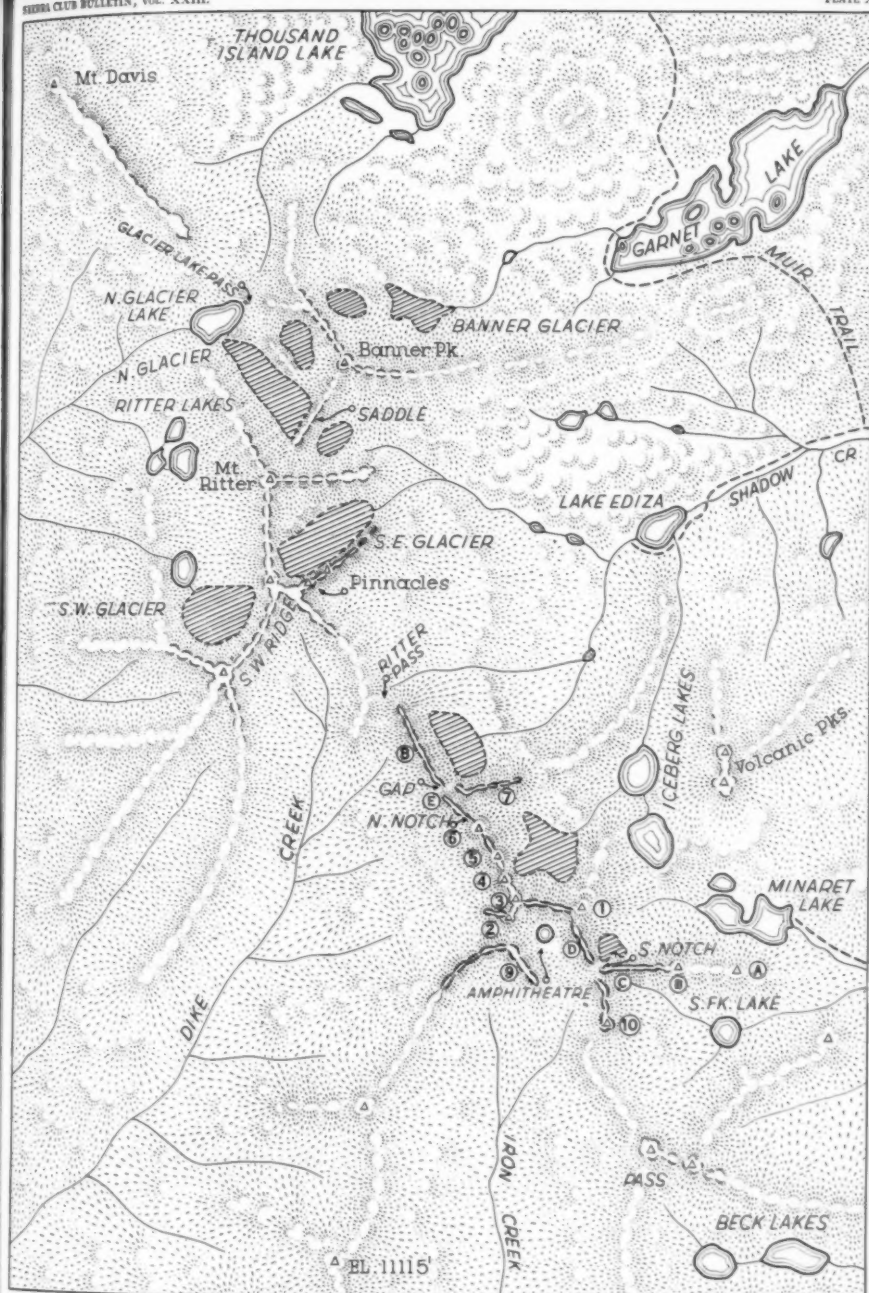 SIERRA CLUB BULLETIN, VOL. XXIII.
PLATE
THOUSAND
ISLAND LAKE
Mt. Davis
GARNET LAKE
MUIR TRAIL
GLACIER LAKE PASS
N. GLACIER
LAKE
BANNER GLACIER
N. GLACIER
Banner Pk.
RITTER LAKES
SADDLE
Mt.
Ritter
LAKE EDIZA
SHADOW CR
S.E. GLACIER
Pinnacles
S.W. GLACIER
S.W. RIDGE
RITTER
PASS
ICEBERG LAKES
Volcanic Pks
8
GAP
E
7
N. NOTCH
6
5
4
3
2
1
MINARET
LAKE
D
S. NOTCH
9
AMPHITHEATRE
C
B
A
S. FK. LAKE
10
DIKE CREEK
IRON CREEK
PASS
BECK LAKES
EL. 11115'